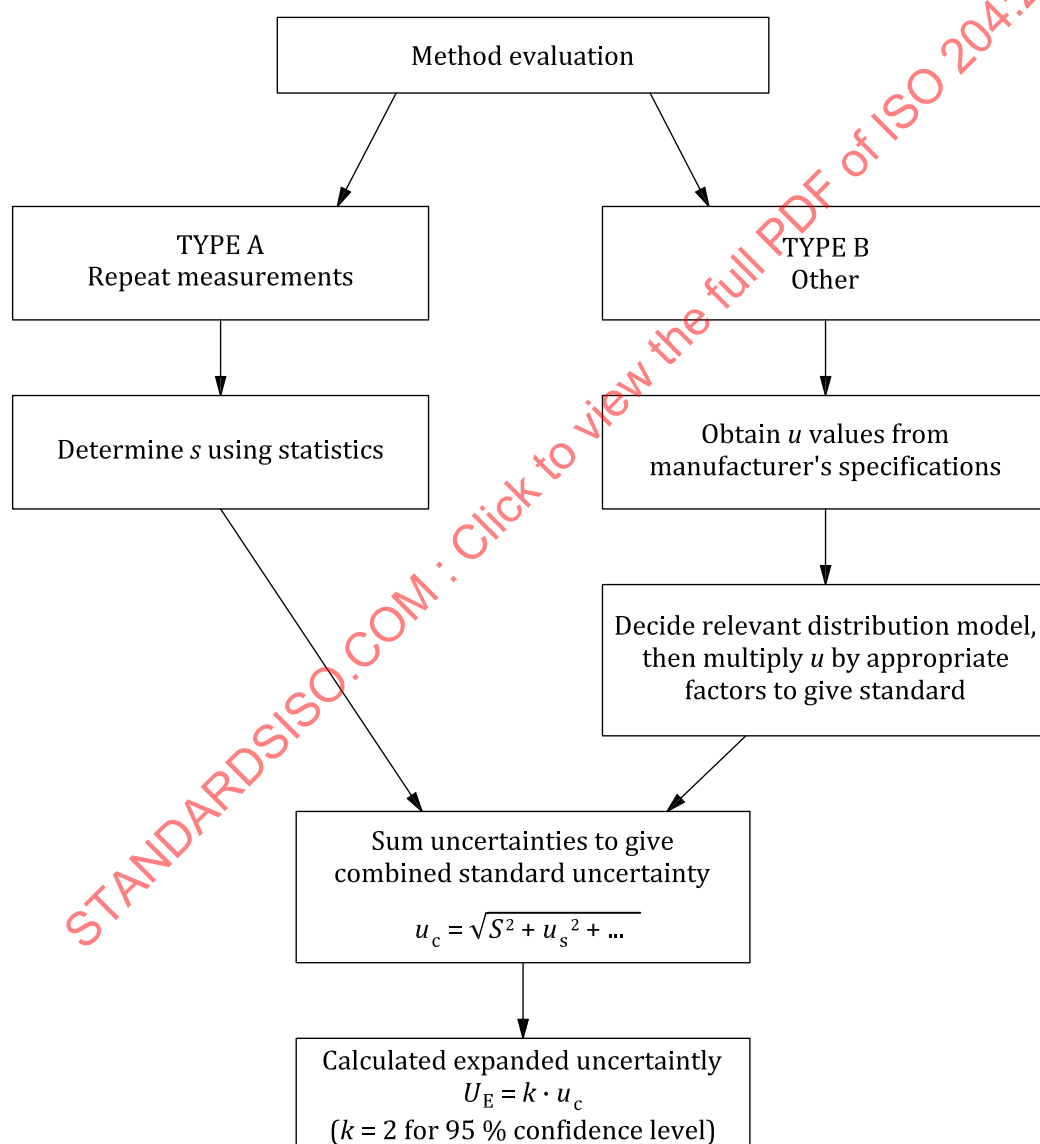 Method evaluation
TYPE A
Repeat measurements
TYPE B
Other
Determine s using statistics
Obtain u values from
manufacturer's specifications
Decide relevant distribution model,
then multiply u by appropriate
factors to give standard
Sum uncertainties to give
combined standard uncertainty
u_c = √(S² + u_s² + ...)
Calculated expanded uncertaintly
U_E = k · u_c
(k = 2 for 95 % confidence level)
STANDARDSISO.COM : Click to view the full PDF of ISO 204: